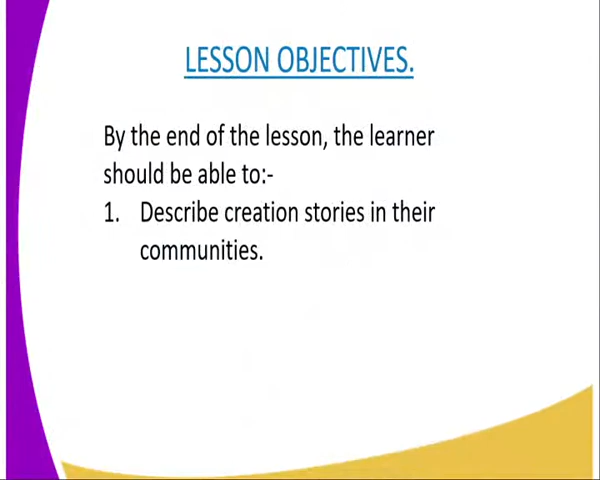 LESSON OBJECTIVES.
By the end of the lesson, the learner
should be able to:-
1. Describe creation stories in their
communities.